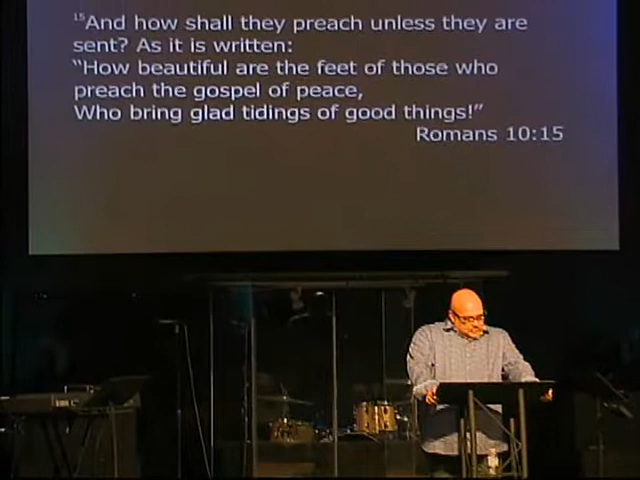 ¹⁵And how shall they preach unless they are
sent? As it is written:
“How beautiful are the feet of those who
preach the gospel of peace,
Who bring glad tidings of good things!”
Romans 10:15